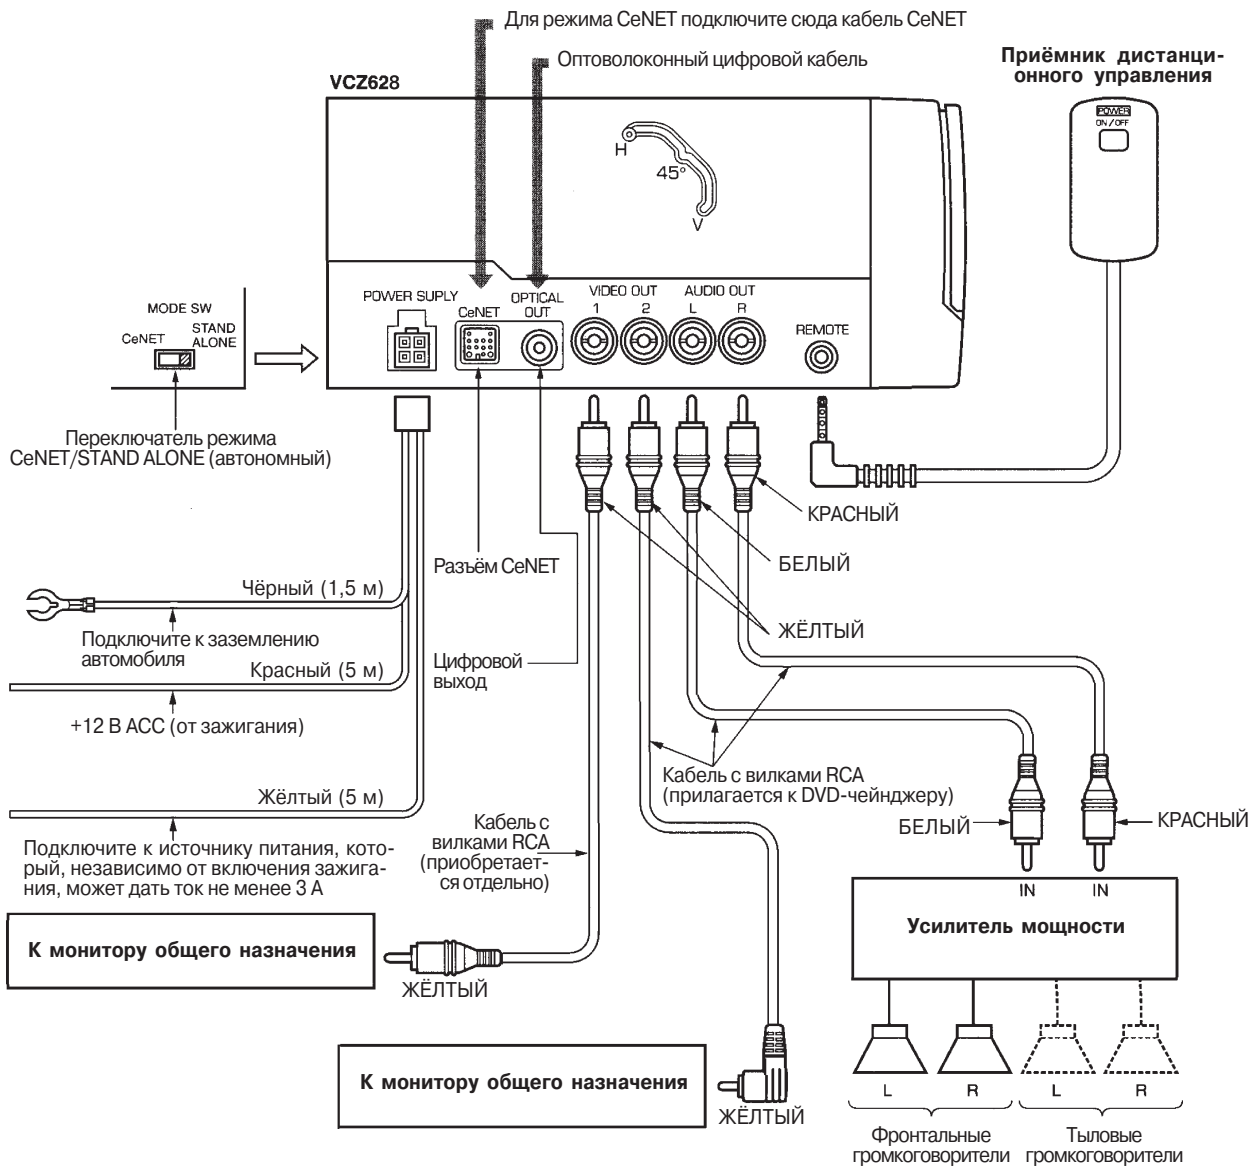 Для режима CeNET подключите сюда кабель CeNET
Оптоволоконный цифровой кабель
Приёмник дистанци-
онного управления
VCZ628
POWER
ON / OFF
H
45°
V
MODE SW
CeNET
STAND
ALONE
POWER SUPLY
CeNET
OPTICAL
OUT
VIDEO OUT
1
2
AUDIO OUT
L
R
REMOTE
Переключатель режима
CeNET/STAND ALONE (автономный)
КРАСНЫЙ
БЕЛЫЙ
ЖЁЛТЫЙ
Разъём CeNET
Чёрный (1,5 м)
Подключите к заземлению
автомобиля
Красный (5 м)
+12 В ACC (от зажигания)
Цифровой
выход
Жёлтый (5 м)
Подключите к источнику питания, кото-
рый, независимо от включения зажига-
ния, может дать ток не менее 3 А
Кабель с
вилками RCA
(приобретает-
ся отдельно)
Кабель с вилками RCA
(прилагается к DVD-чейнджеру)
БЕЛЫЙ
КРАСНЫЙ
IN
IN
Усилитель мощности
К монитору общего назначения
ЖЁЛТЫЙ
К монитору общего назначения
ЖЁЛТЫЙ
L
R
L
R
Фронтальные
громкоговорители
Тыловые
громкоговорители